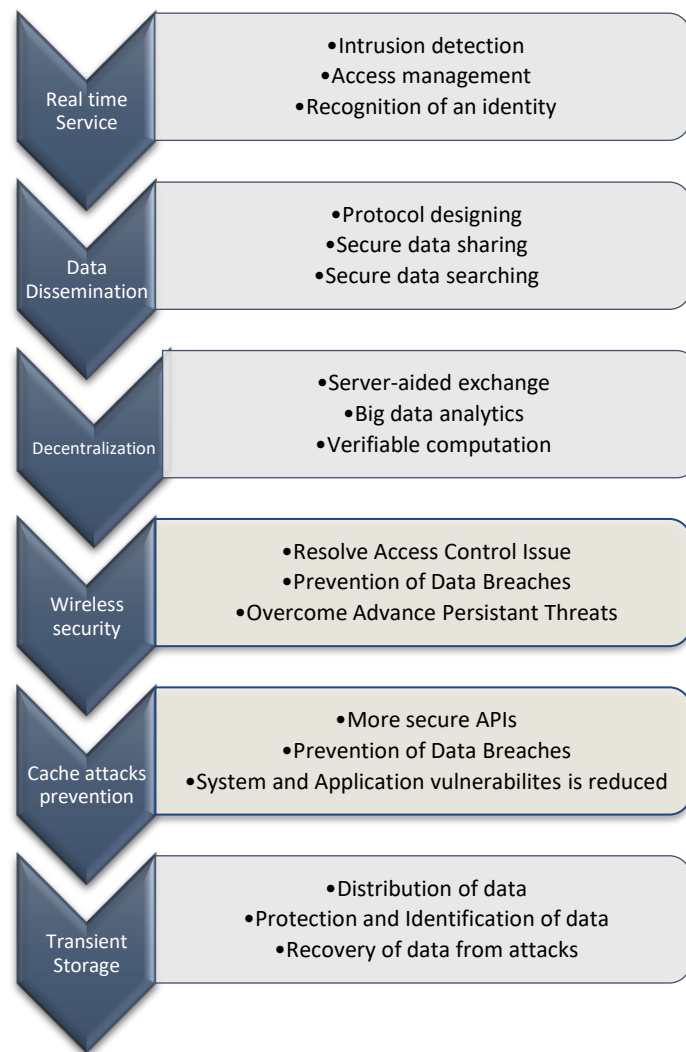 Real time
Service
•Intrusion detection
•Access management
•Recognition of an identity
Data
Dissemination
•Protocol designing
•Secure data sharing
•Secure data searching
Decentralization
•Server-aided exchange
•Big data analytics
•Verifiable computation
Wireless
security
•Resolve Access Control Issue
•Prevention of Data Breaches
•Overcome Advance Persistant Threats
Cache attacks
prevention
•More secure APIs
•Prevention of Data Breaches
•System and Application vulnerabilites is reduced
Transient
Storage
•Distribution of data
•Protection and Identification of data
•Recovery of data from attacks